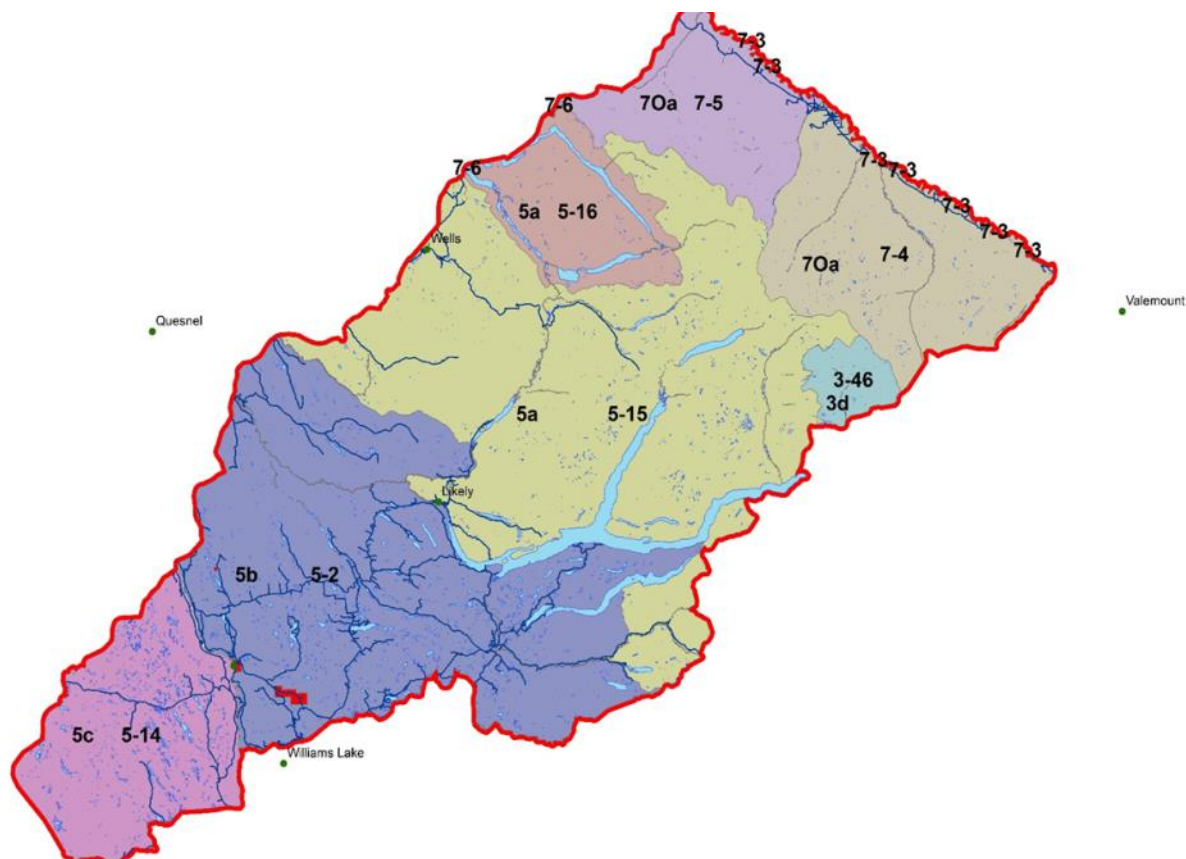 7-3
7-3
7-6
7Oa 7-5
7-6
7-3
7-3
5a 5-16
7-3
Wells
7-3
7-3
7Oa 7-4
Valemount
Quesnel
3-46
3d
5a 5-15
Likely
5b 5-2
5c 5-14
Williams Lake